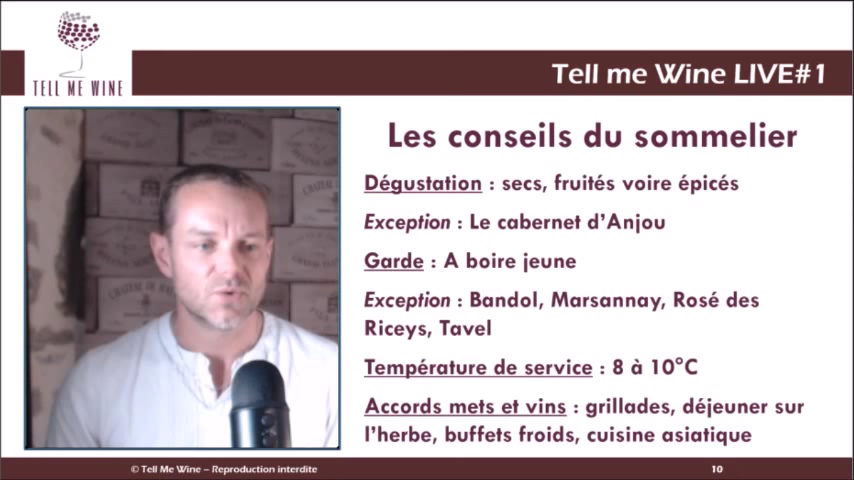 TELL ME WINE
Tell me Wine LIVE#1
Les conseils du sommelier
Dégustation : secs, fruités voire épicés
Exception : Le cabernet d'Anjou
Garde : A boire jeune
Exception : Bandol, Marsannay, Rosé des
Riceys, Tavel
Température de service : 8 à 10°C
Accords mets et vins : grillades, déjeuner sur
l'herbe, buffets froids, cuisine asiatique
© Tell Me Wine – Reproduction interdite
10